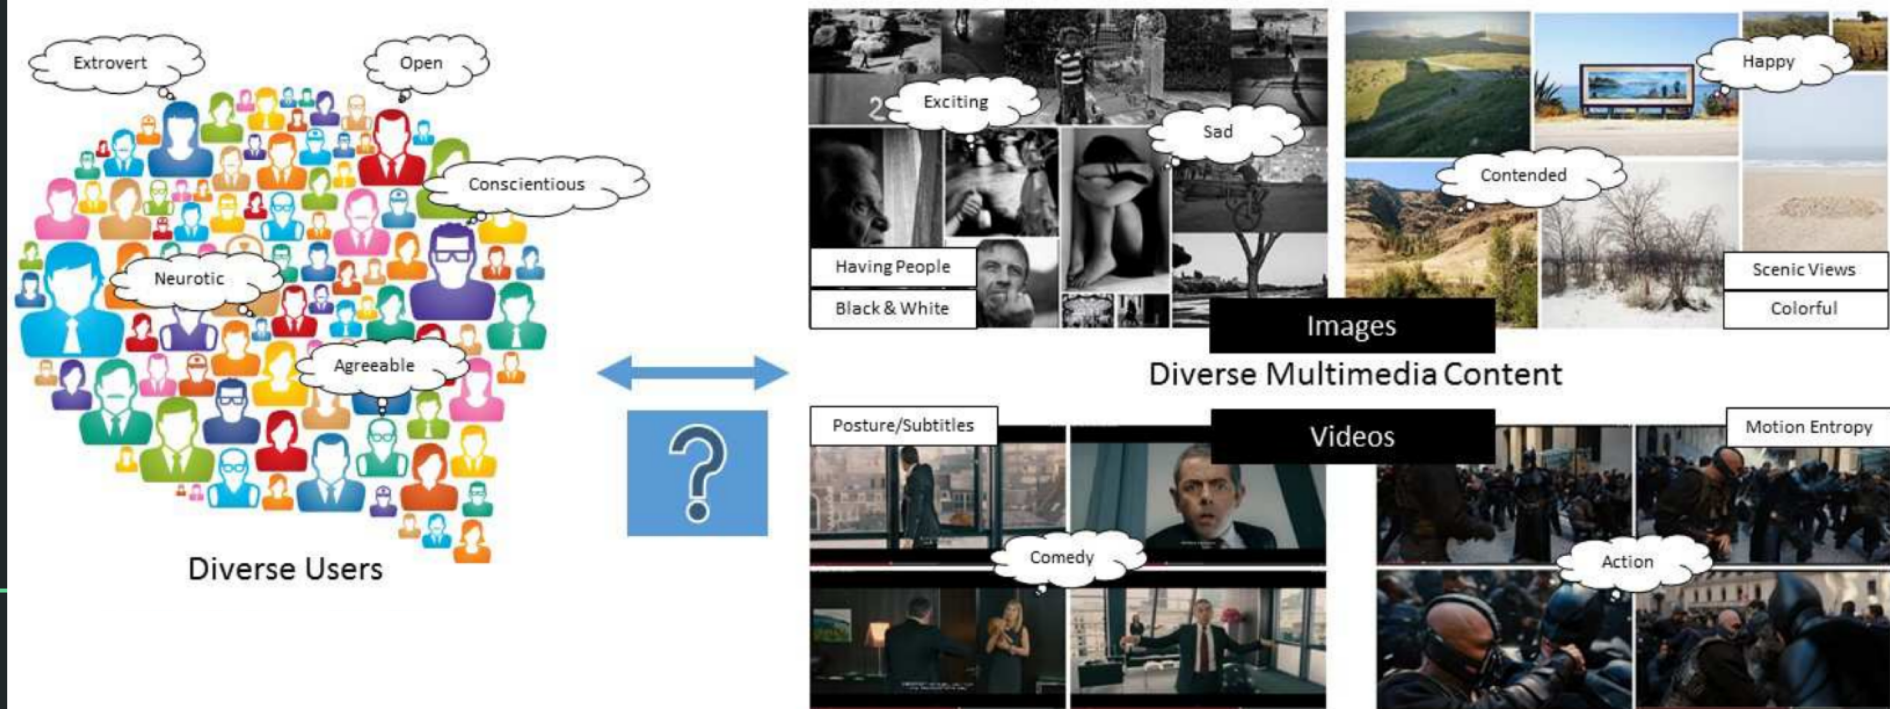 Extrovert
Open
Conscientious
Neurotic
Agreeable
Diverse Users
?
2
Exciting
Sad
Having People
Black & White
Happy
Contended
Scenic Views
Colorful
Images
Diverse Multimedia Content
Videos
Posture/Subtitles
Comedy
Motion Entropy
Action